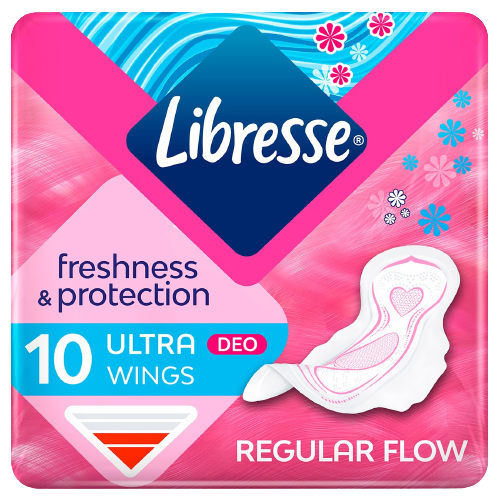 Libresse®
freshness
& protection
10 ULTRA DEO
WINGS
REGULAR FLOW